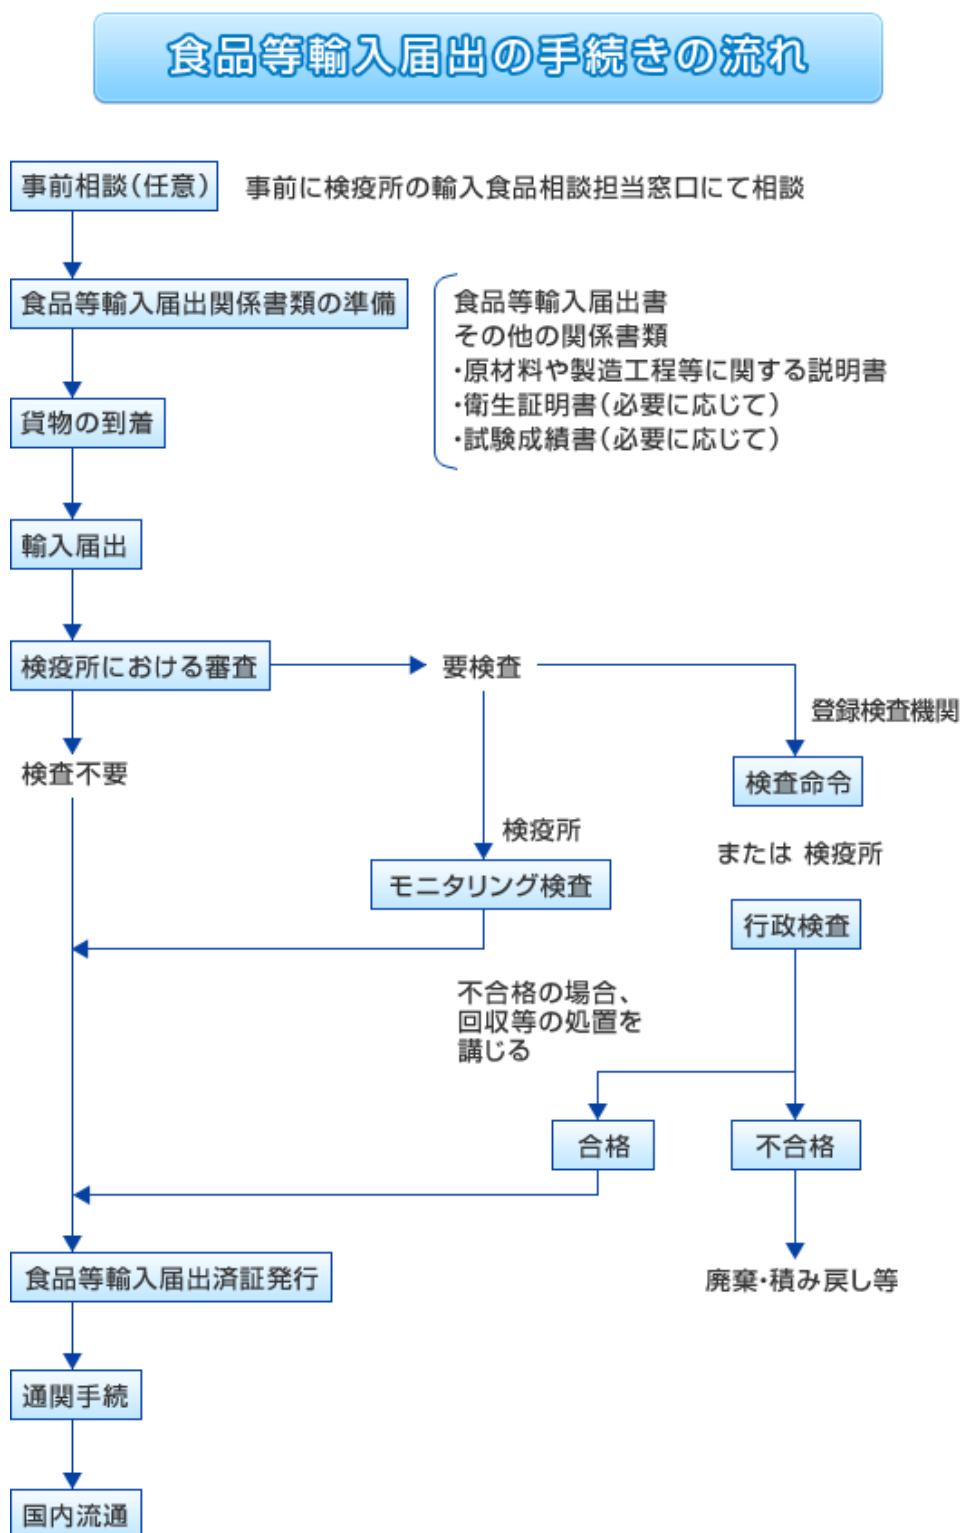 食品等輸入届出の手続きの流れ
事前相談(任意)
事前に検疫所の輸入食品相談担当窓口にて相談
食品等輸入届出関係書類の準備
食品等輸入届出書
その他の関係書類
・原材料や製造工程等に関する説明書
・衛生証明書(必要に応じて)
・試験成績書(必要に応じて)
貨物の到着
輸入届出
検疫所における審査
要検査
登録検査機関
検査不要
検査命令
検疫所
または 検疫所
モニタリング検査
行政検査
不合格の場合、
回収等の処置を
講じる
合格
不合格
食品等輸入届出済証発行
廃棄・積み戻し等
通関手続
国内流通